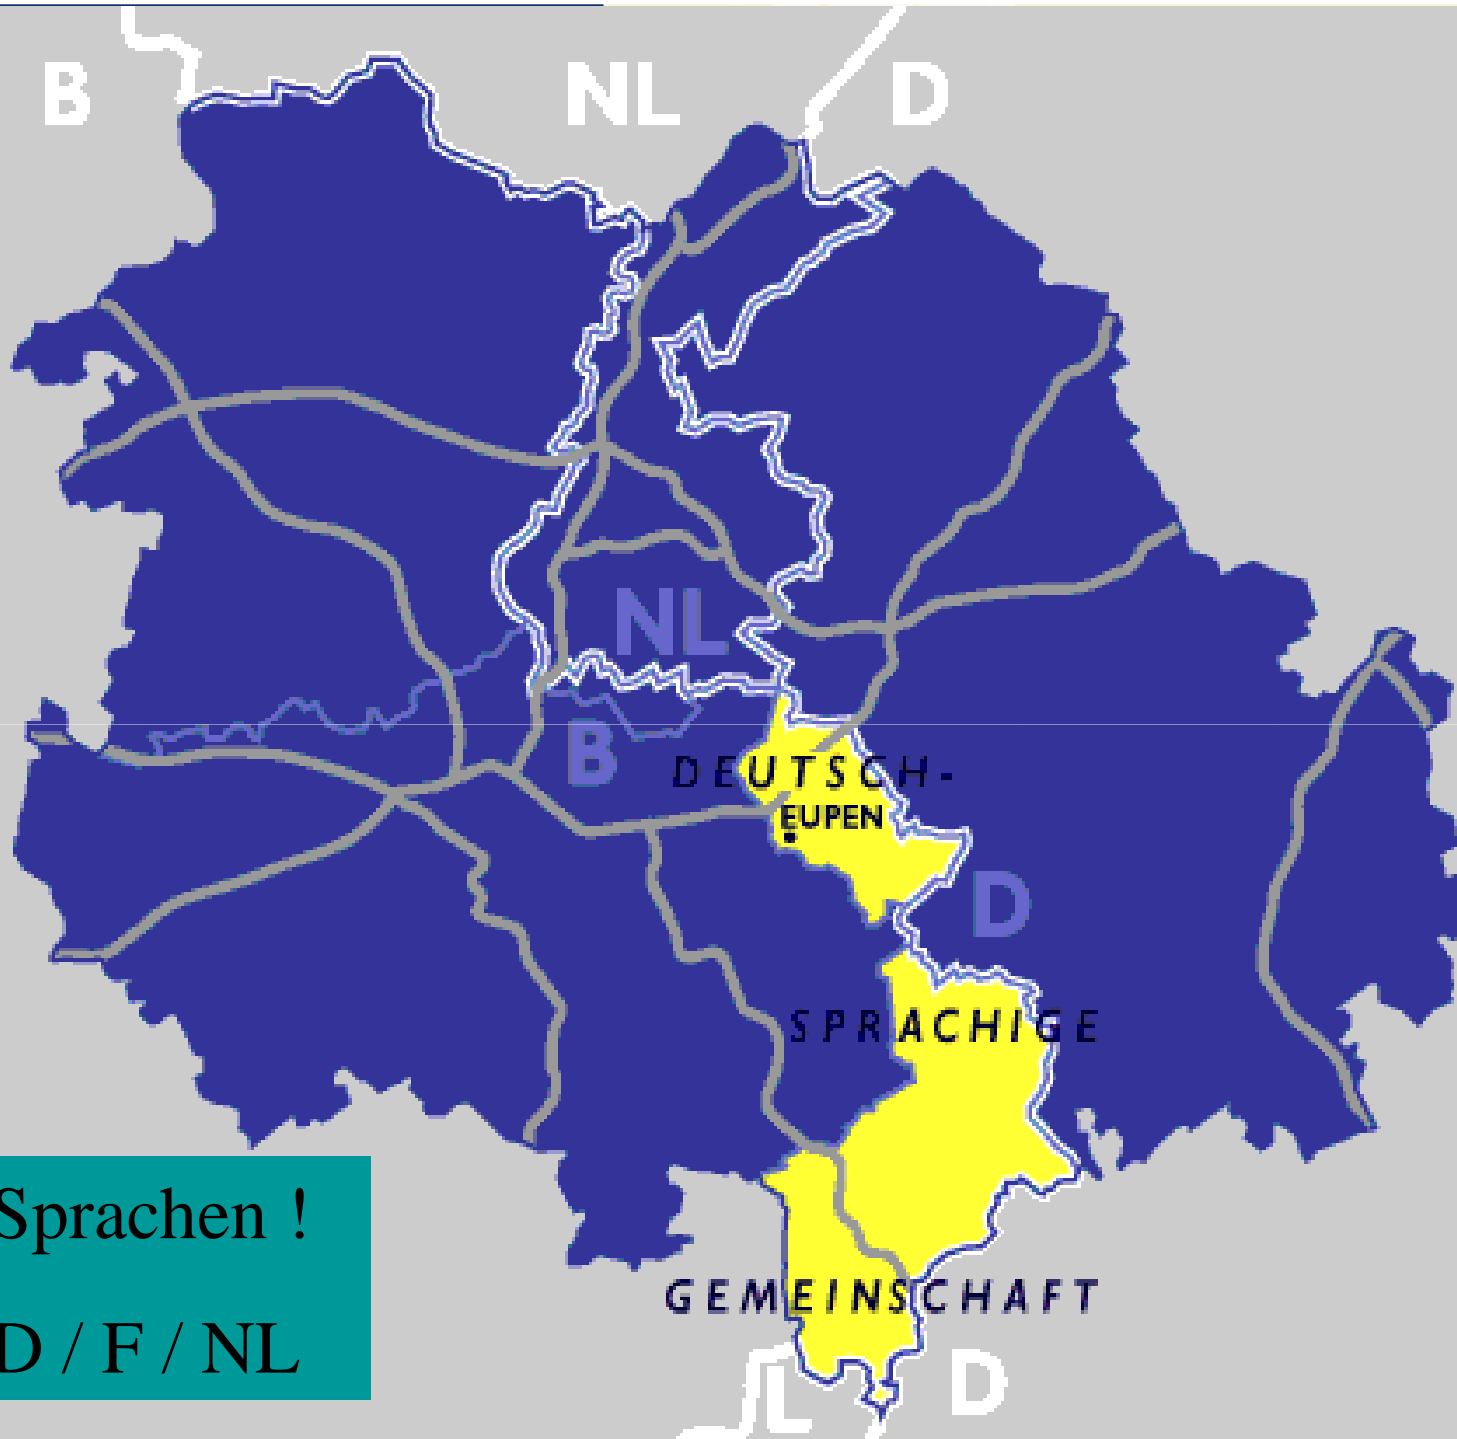 B NL D
NL
B
DEUTSCH-
EUPEN
D
SPRACHIGE
Sprachen !
GEMEINSCHAFT
D / F / NL
L D